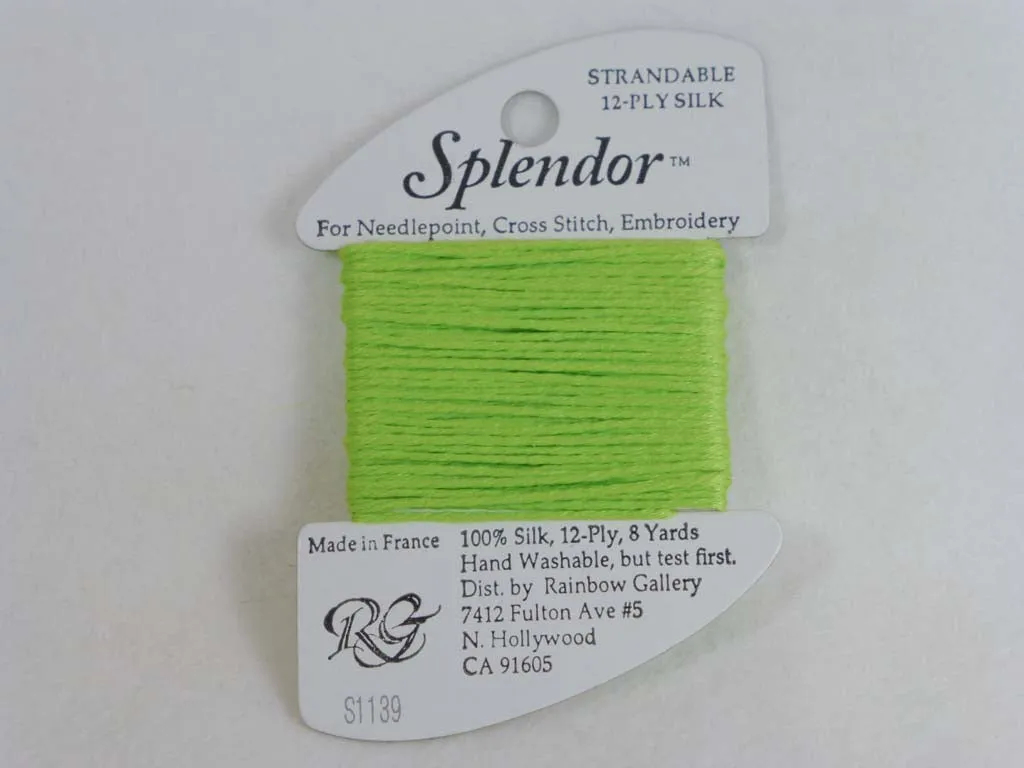 STRANDABLE
12-PLY SILK
Splendor™
For Needlepoint, Cross Stitch, Embroidery
Made in France
100% Silk, 12-Ply, 8 Yards
Hand Washable, but test first.
Dist. by Rainbow Gallery
7412 Fulton Ave #5
N. Hollywood
CA 91605
RG
S1139